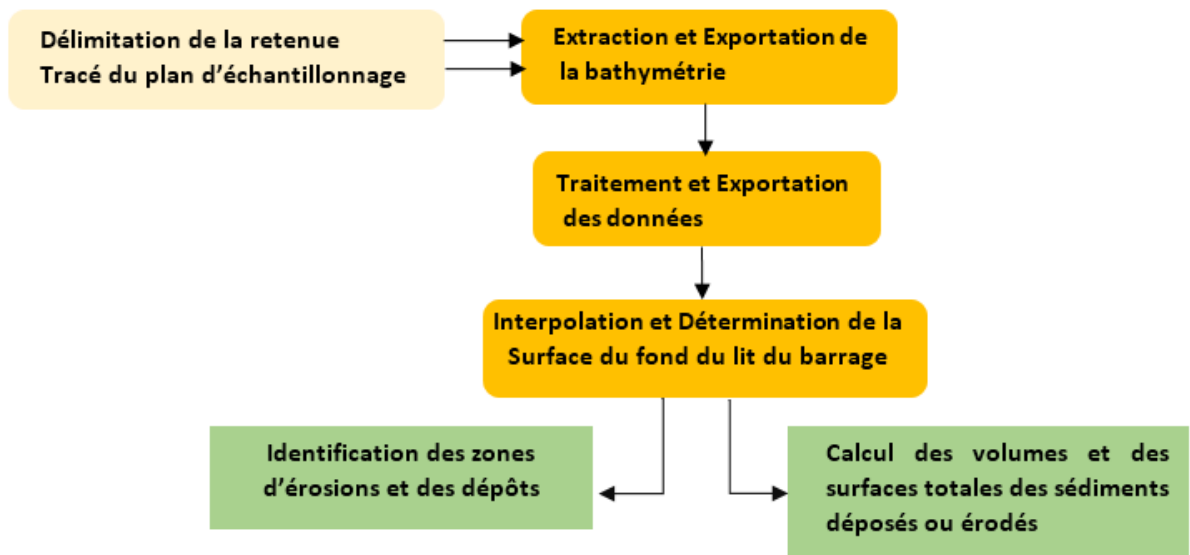 Délimitation de la retenue
Tracé du plan d'échantillonnage
Extraction et Exportation de
la bathymétrie
Traitement et Exportation
des données
Interpolation et Détermination de la
Surface du fond du lit du barrage
Identification des zones
d'érosions et des dépôts
Calcul des volumes et des
surfaces totales des sédiments
déposés ou érodés